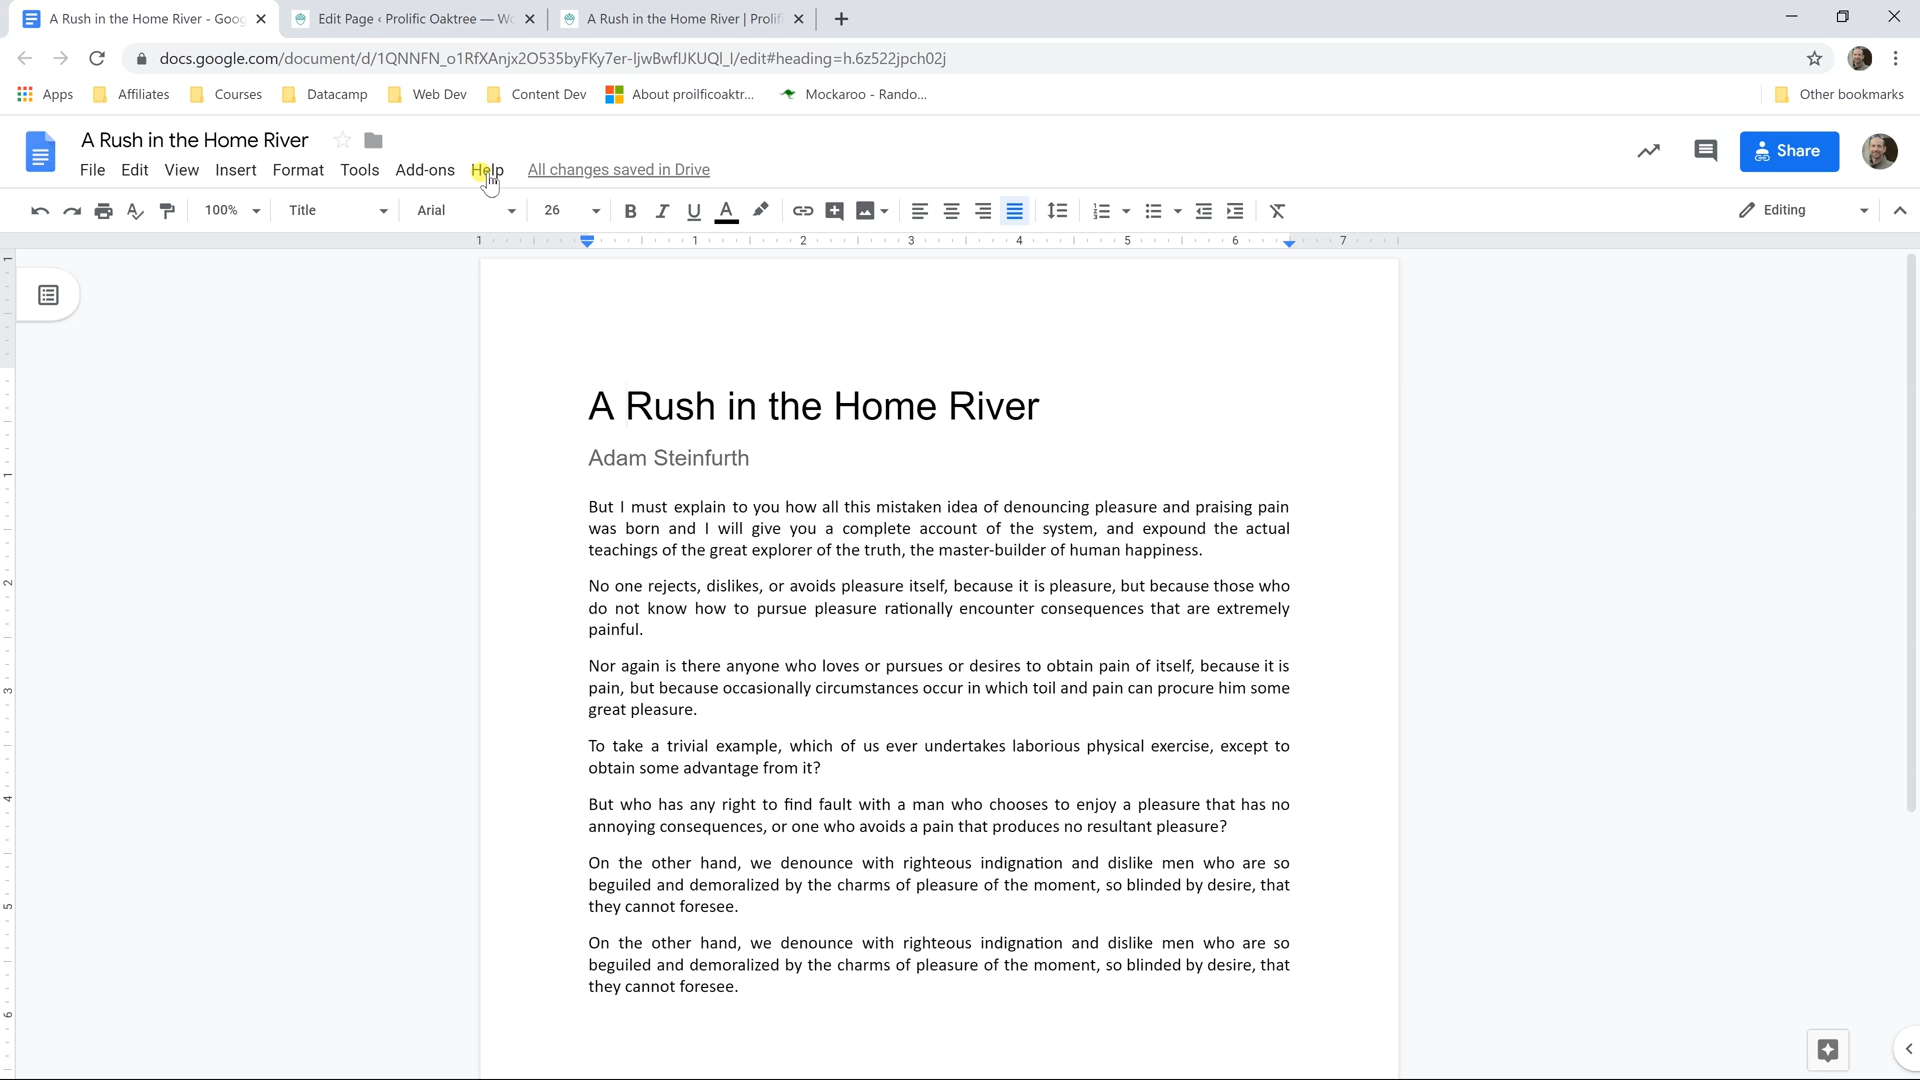 A Rush in the Home River - Goog
Edit Page ‹ Prolific Oaktree — Wo
A Rush in the Home River | Prolifi
docs.google.com/document/d/1QNNFN_o1RfXAnjx2O535byFKy7er-ljwBwfIJKUQI_l/edit#heading=h.6z522jpch02j
Apps Affiliates Courses Datacamp Web Dev Content Dev About proilficoaktr... Mockaroo - Rando... Other bookmarks
A Rush in the Home River
File Edit View Insert Format Tools Add-ons Help All changes saved in Drive
Share
100% Title Arial 26 B I U A Editing
1 1 2 3 4 5 6 7
1
1
2
3
4
5
6
A Rush in the Home River
Adam Steinfurth
But I must explain to you how all this mistaken idea of denouncing pleasure and praising pain
was born and I will give you a complete account of the system, and expound the actual
teachings of the great explorer of the truth, the master-builder of human happiness.
No one rejects, dislikes, or avoids pleasure itself, because it is pleasure, but because those who
do not know how to pursue pleasure rationally encounter consequences that are extremely
painful.
Nor again is there anyone who loves or pursues or desires to obtain pain of itself, because it is
pain, but because occasionally circumstances occur in which toil and pain can procure him some
great pleasure.
To take a trivial example, which of us ever undertakes laborious physical exercise, except to
obtain some advantage from it?
But who has any right to find fault with a man who chooses to enjoy a pleasure that has no
annoying consequences, or one who avoids a pain that produces no resultant pleasure?
On the other hand, we denounce with righteous indignation and dislike men who are so
beguiled and demoralized by the charms of pleasure of the moment, so blinded by desire, that
they cannot foresee.
On the other hand, we denounce with righteous indignation and dislike men who are so
beguiled and demoralized by the charms of pleasure of the moment, so blinded by desire, that
they cannot foresee.